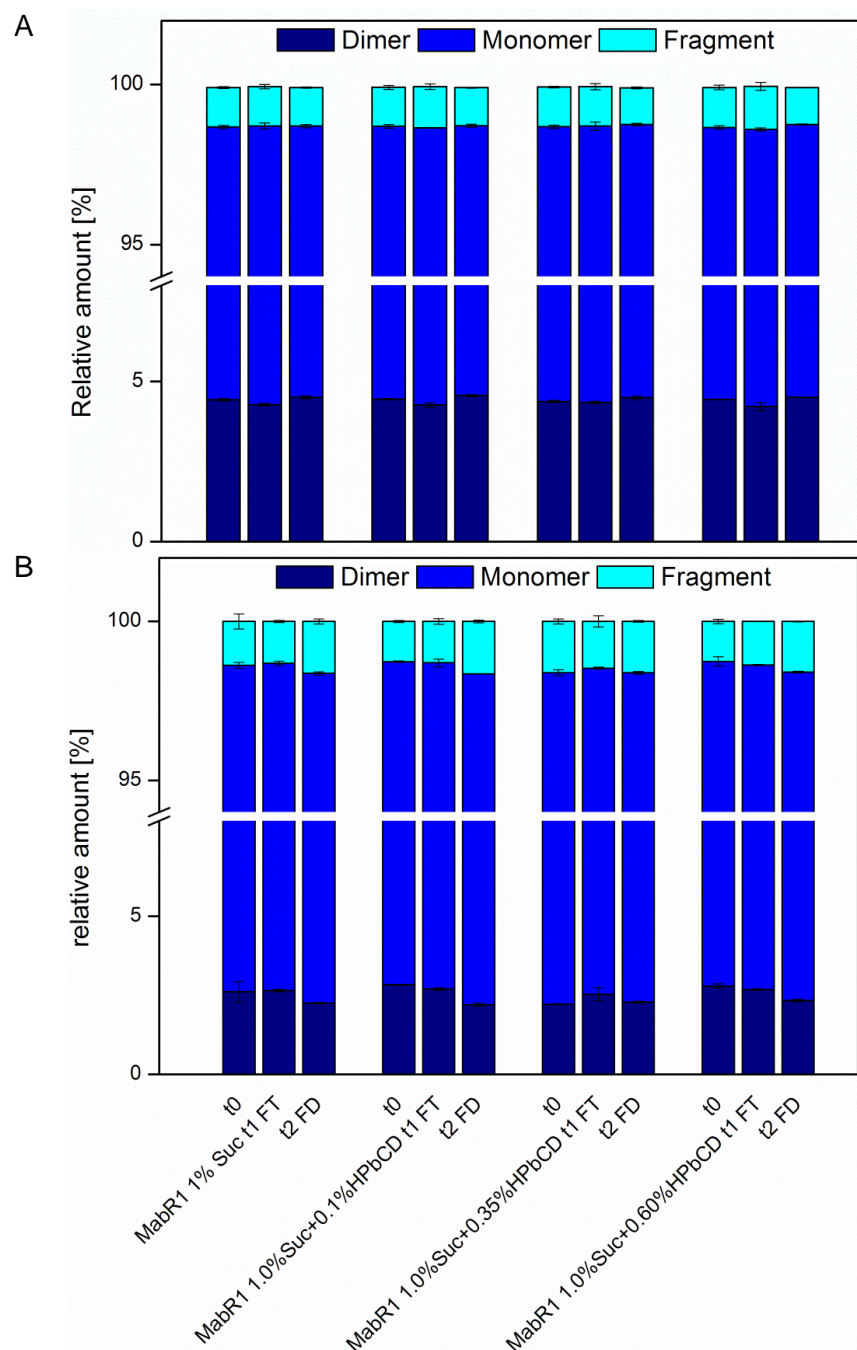 A
Dimer Monomer Fragment
100
95
5
0
Relative amount [%]
B
Dimer Monomer Fragment
100
95
5
0
relative amount [%]
t0
MabR1 1% Suc t1 FT
t2 FD
t0
MabR1 1.0%Suc+0.1%HPbCD t1 FT
t2 FD
t0
MabR1 1.0%Suc+0.35%HPbCD t1 FT
t2 FD
t0
MabR1 1.0%Suc+0.60%HPbCD t1 FT
t2 FD